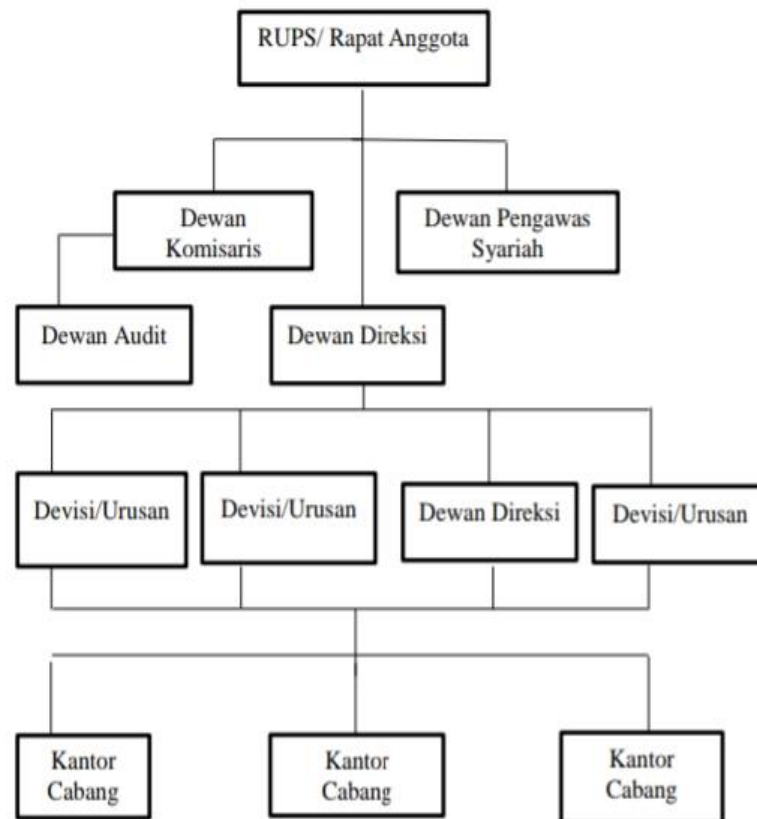 RUPS/ Rapat Anggota
Dewan
Komisaris
Dewan Pengawas
Syariah
Dewan Audit
Dewan Direksi
Devisi/Urusan
Devisi/Urusan
Dewan Direksi
Devisi/Urusan
Kantor
Cabang
Kantor
Cabang
Kantor
Cabang